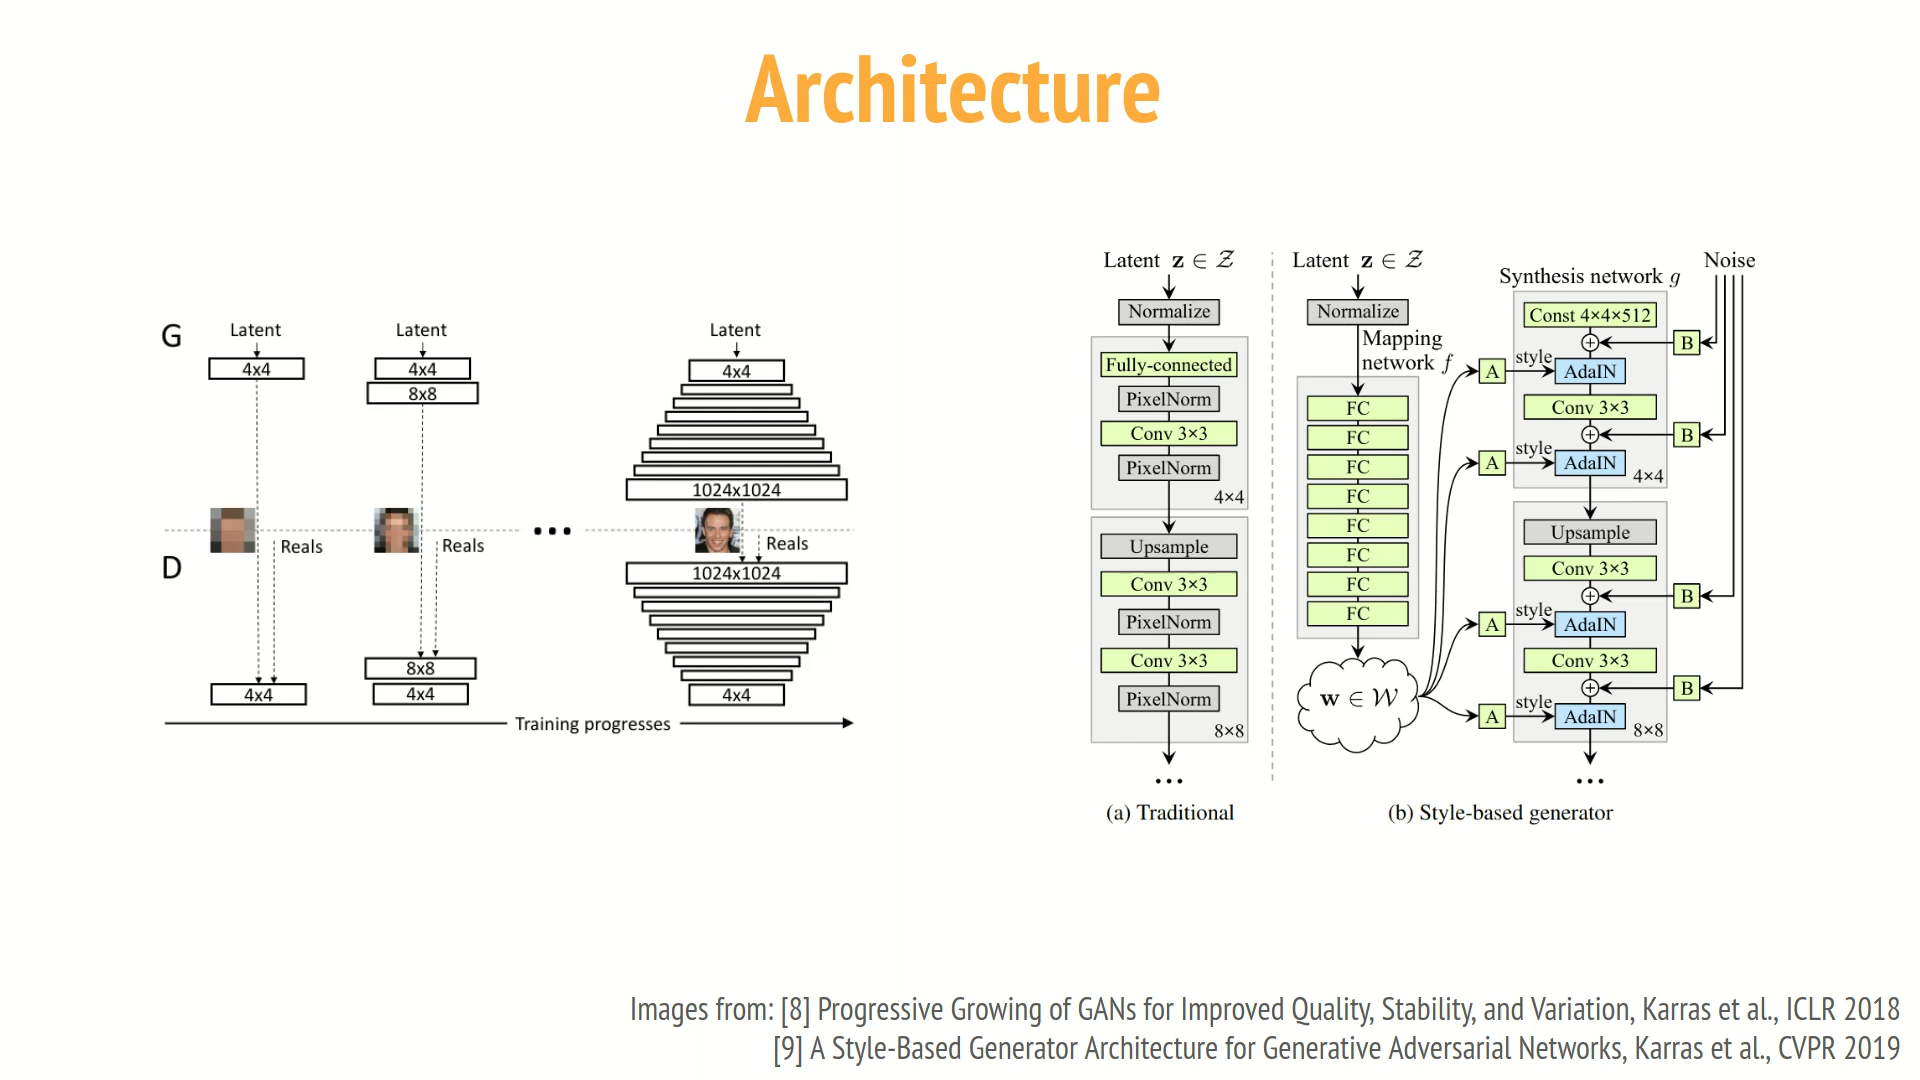 Architecture
G
Latent
Latent
Latent
4x4
4x4
4x4
8x8
1024x1024
Reals
Reals
Reals
D
1024x1024
8x8
4x4
4x4
4x4
Training progresses
Latent z ∈ 𝒵
Normalize
Fully-connected
PixelNorm
Conv 3×3
PixelNorm
4×4
Upsample
Conv 3×3
PixelNorm
Conv 3×3
PixelNorm
8×8
...
(a) Traditional
Latent z ∈ 𝒵
Normalize
Mapping
network f
FC
FC
FC
FC
FC
FC
FC
FC
w ∈ 𝒲
A
style
A
style
A
style
A
style
Synthesis network g
Const 4×4×512
AdaIN
Conv 3×3
AdaIN
4×4
Upsample
Conv 3×3
AdaIN
Conv 3×3
AdaIN
8×8
...
Noise
B
B
B
B
(b) Style-based generator
Images from: [8] Progressive Growing of GANs for Improved Quality, Stability, and Variation, Karras et al., ICLR 2018
[9] A Style-Based Generator Architecture for Generative Adversarial Networks, Karras et al., CVPR 2019